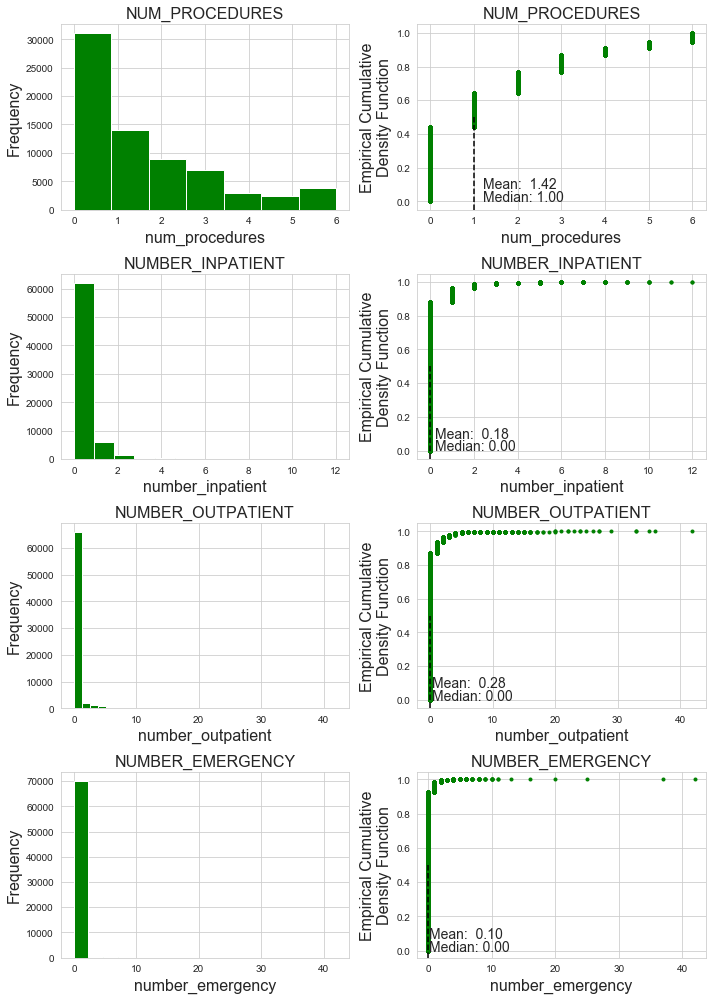 NUM_PROCEDURES
Frequency
30000
25000
20000
15000
10000
5000
0
0 1 2 3 4 5 6
num_procedures
NUM_PROCEDURES
Empirical Cumulative
Density Function
1.0
0.8
0.6
0.4
0.2
0.0
Mean: 1.42
Median: 1.00
0 1 2 3 4 5 6
num_procedures
NUMBER_INPATIENT
Frequency
60000
50000
40000
30000
20000
10000
0
0 2 4 6 8 10 12
number_inpatient
NUMBER_INPATIENT
Empirical Cumulative
Density Function
1.0
0.8
0.6
0.4
0.2
0.0
Mean: 0.18
Median: 0.00
0 2 4 6 8 10 12
number_inpatient
NUMBER_OUTPATIENT
Frequency
60000
50000
40000
30000
20000
10000
0
0 10 20 30 40
number_outpatient
NUMBER_OUTPATIENT
Empirical Cumulative
Density Function
1.0
0.8
0.6
0.4
0.2
0.0
Mean: 0.28
Median: 0.00
0 10 20 30 40
number_outpatient
NUMBER_EMERGENCY
Frequency
70000
60000
50000
40000
30000
20000
10000
0
0 10 20 30 40
number_emergency
NUMBER_EMERGENCY
Empirical Cumulative
Density Function
1.0
0.8
0.6
0.4
0.2
0.0
Mean: 0.10
Median: 0.00
0 10 20 30 40
number_emergency